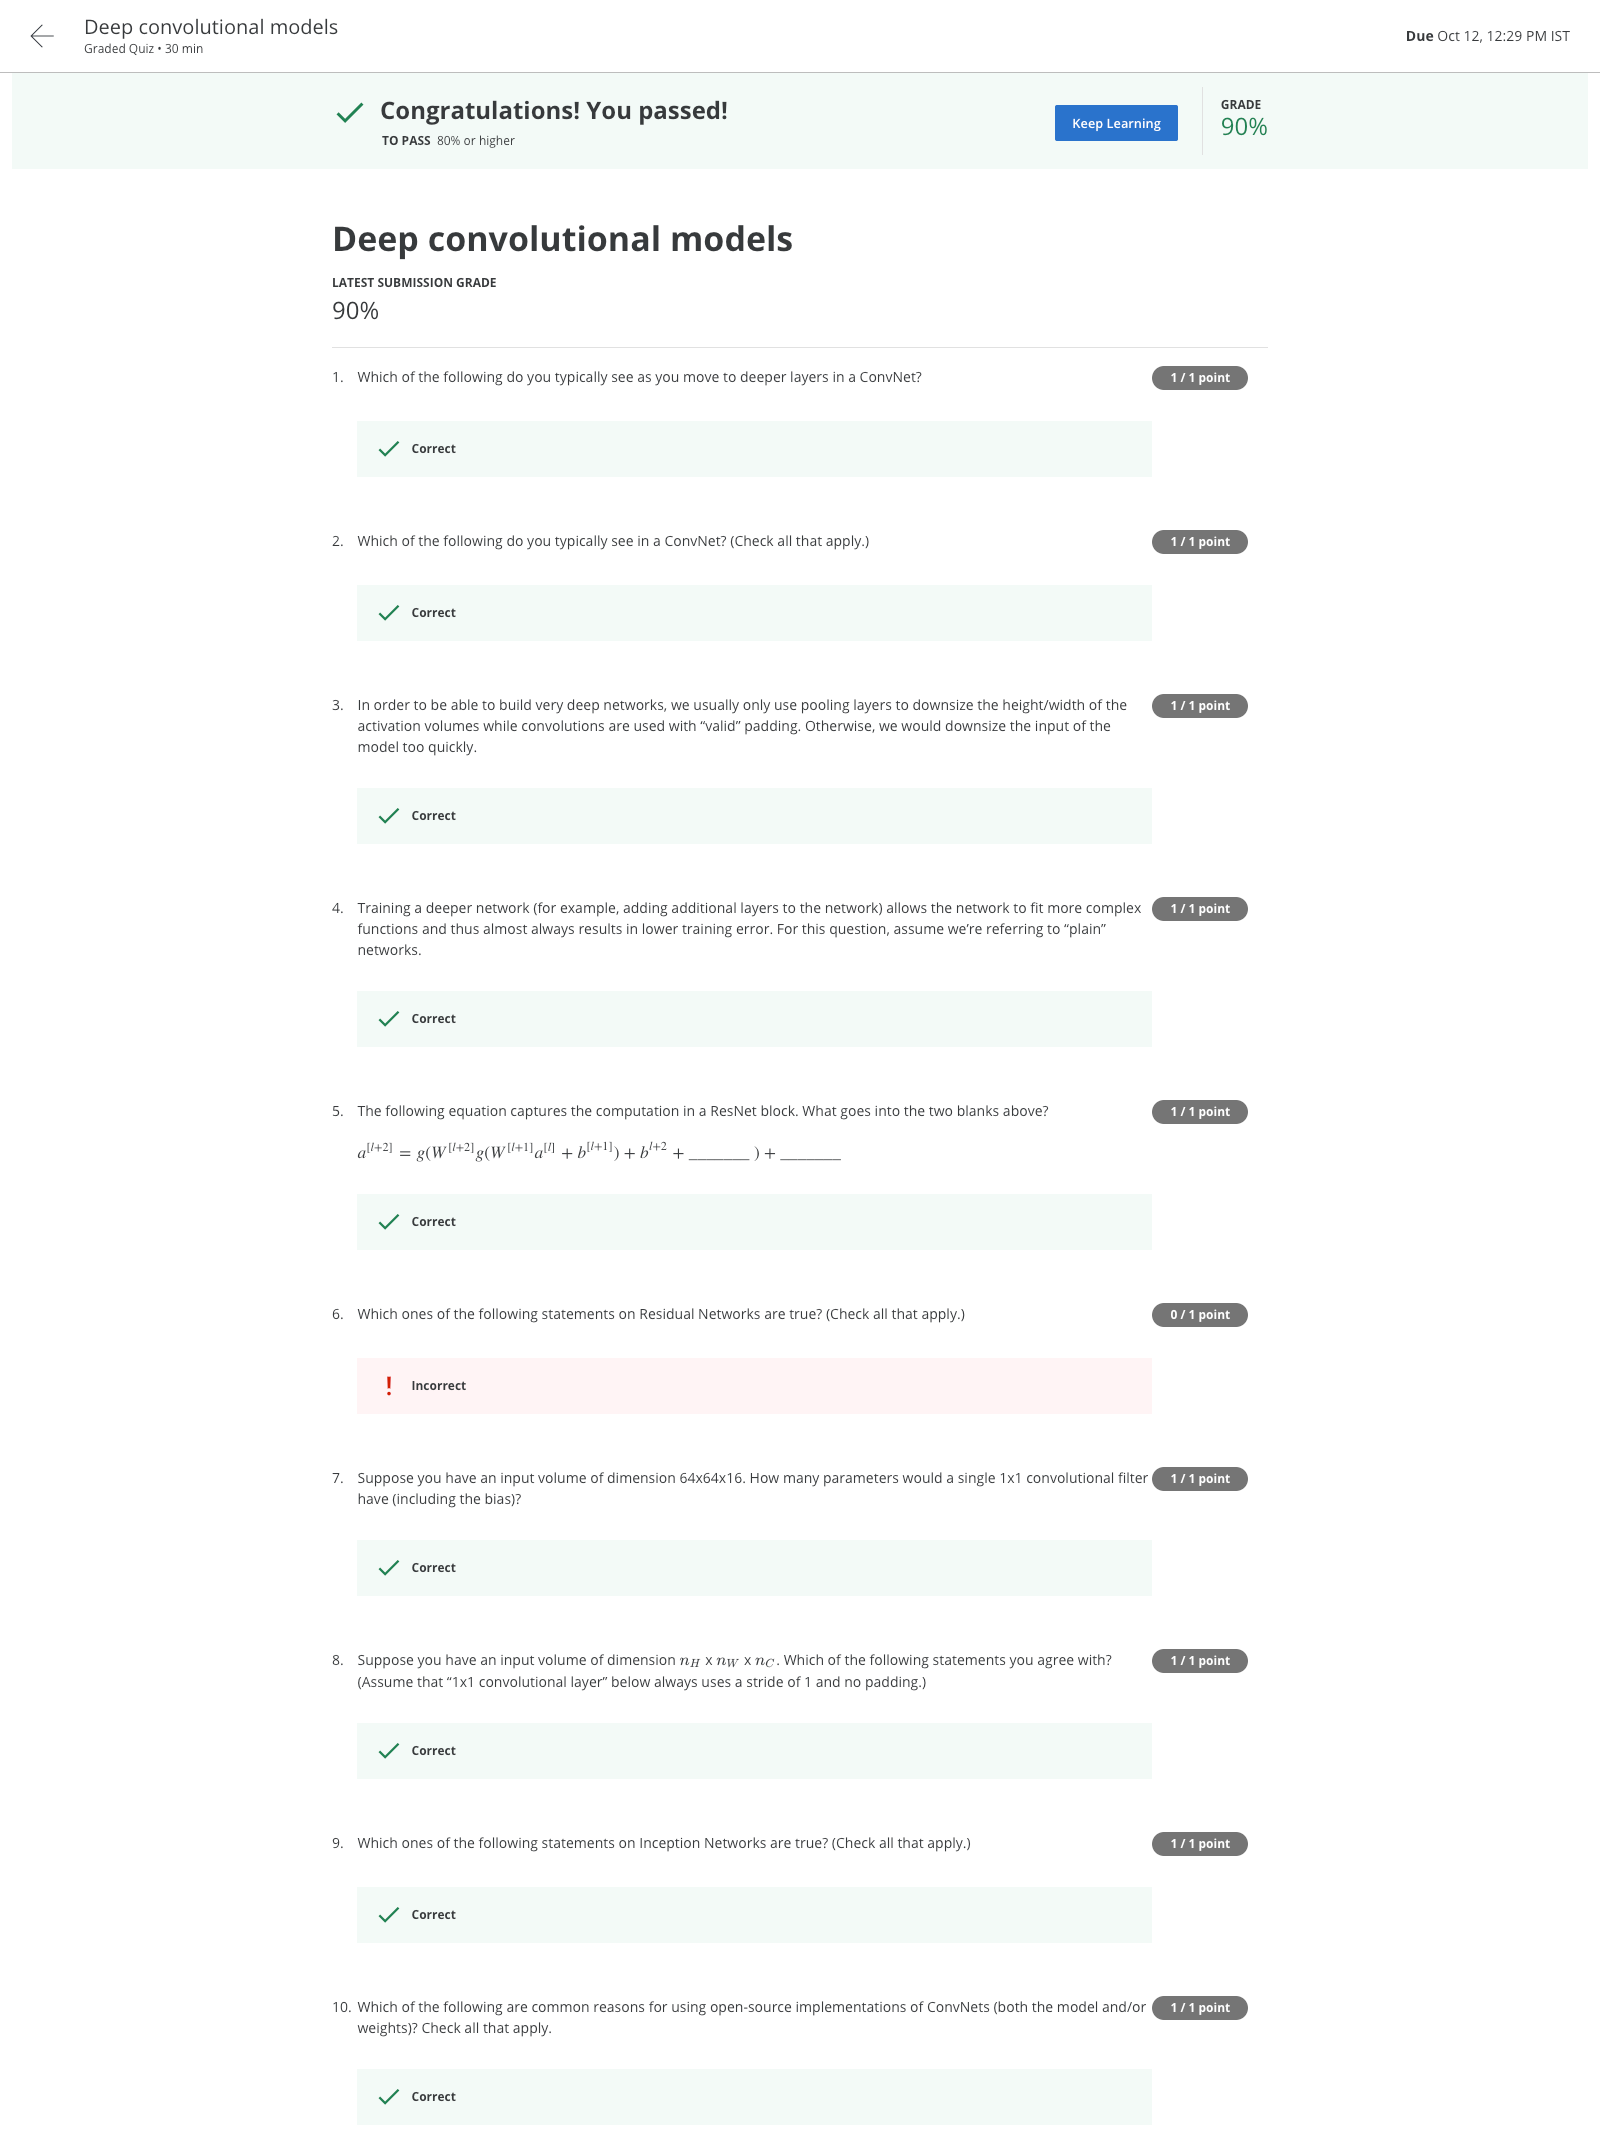 Deep convolutional models
Graded Quiz • 30 min
Due Oct 12, 12:29 PM IST
Congratulations! You passed!
TO PASS 80% or higher
Keep Learning
GRADE
90%
Deep convolutional models
LATEST SUBMISSION GRADE
90%
1. Which of the following do you typically see as you move to deeper layers in a ConvNet?
1 / 1 point
Correct
2. Which of the following do you typically see in a ConvNet? (Check all that apply.)
1 / 1 point
Correct
3. In order to be able to build very deep networks, we usually only use pooling layers to downsize the height/width of the
activation volumes while convolutions are used with “valid” padding. Otherwise, we would downsize the input of the
model too quickly.
1 / 1 point
Correct
4. Training a deeper network (for example, adding additional layers to the network) allows the network to fit more complex
functions and thus almost always results in lower training error. For this question, assume we’re referring to “plain”
networks.
1 / 1 point
Correct
5. The following equation captures the computation in a ResNet block. What goes into the two blanks above?
1 / 1 point
a^[l+2] = g(W^[l+2]g(W^[l+1]a^[l] + b^[l+1]) + b^l+2 + _______ ) + _______
Correct
6. Which ones of the following statements on Residual Networks are true? (Check all that apply.)
0 / 1 point
Incorrect
7. Suppose you have an input volume of dimension 64x64x16. How many parameters would a single 1x1 convolutional filter
have (including the bias)?
1 / 1 point
Correct
8. Suppose you have an input volume of dimension n_H x n_W x n_C. Which of the following statements you agree with?
(Assume that “1x1 convolutional layer” below always uses a stride of 1 and no padding.)
1 / 1 point
Correct
9. Which ones of the following statements on Inception Networks are true? (Check all that apply.)
1 / 1 point
Correct
10. Which of the following are common reasons for using open-source implementations of ConvNets (both the model and/or
weights)? Check all that apply.
1 / 1 point
Correct